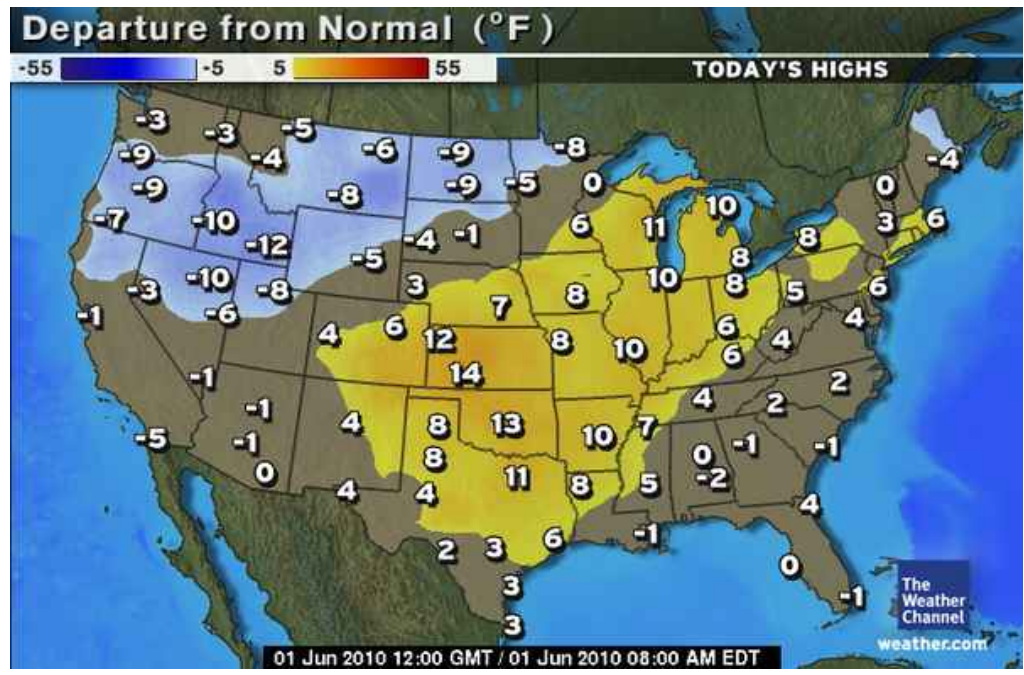 Departure from Normal (°F)
-55 -5 5 55 TODAY'S HIGHS
-3 -3 -5 -6 -9 -8
-9 -4 -4
-9 -8 -9 -5 0 0
-7 -10 10
-12 -4 -1 6 11 3 6
-5 8 8
-10 10
-3 -8 3 8 8 5 6
-1 -6 7 4
4 6 12 8 10 6 4
14 6
-1 2
-1 4 4 2
-5 -1 8 13 10 7 -1 -1
0 8 11 8 5 0 -2
4 4 4
2 3 6 -1
3 0 -1
3
The
Weather
Channel
weather.com
01 Jun 2010 12:00 GMT / 01 Jun 2010 08:00 AM EDT